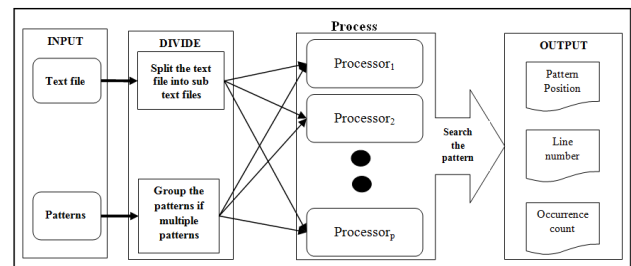 INPUT
Text file
Patterns
DIVIDE
Split the text
file into sub
text files
Group the
patterns if
multiple
patterns
Process
Processor1
Processor2
Processorp
Search
the
pattern
OUTPUT
Pattern
Position
Line
number
Occurrence
count